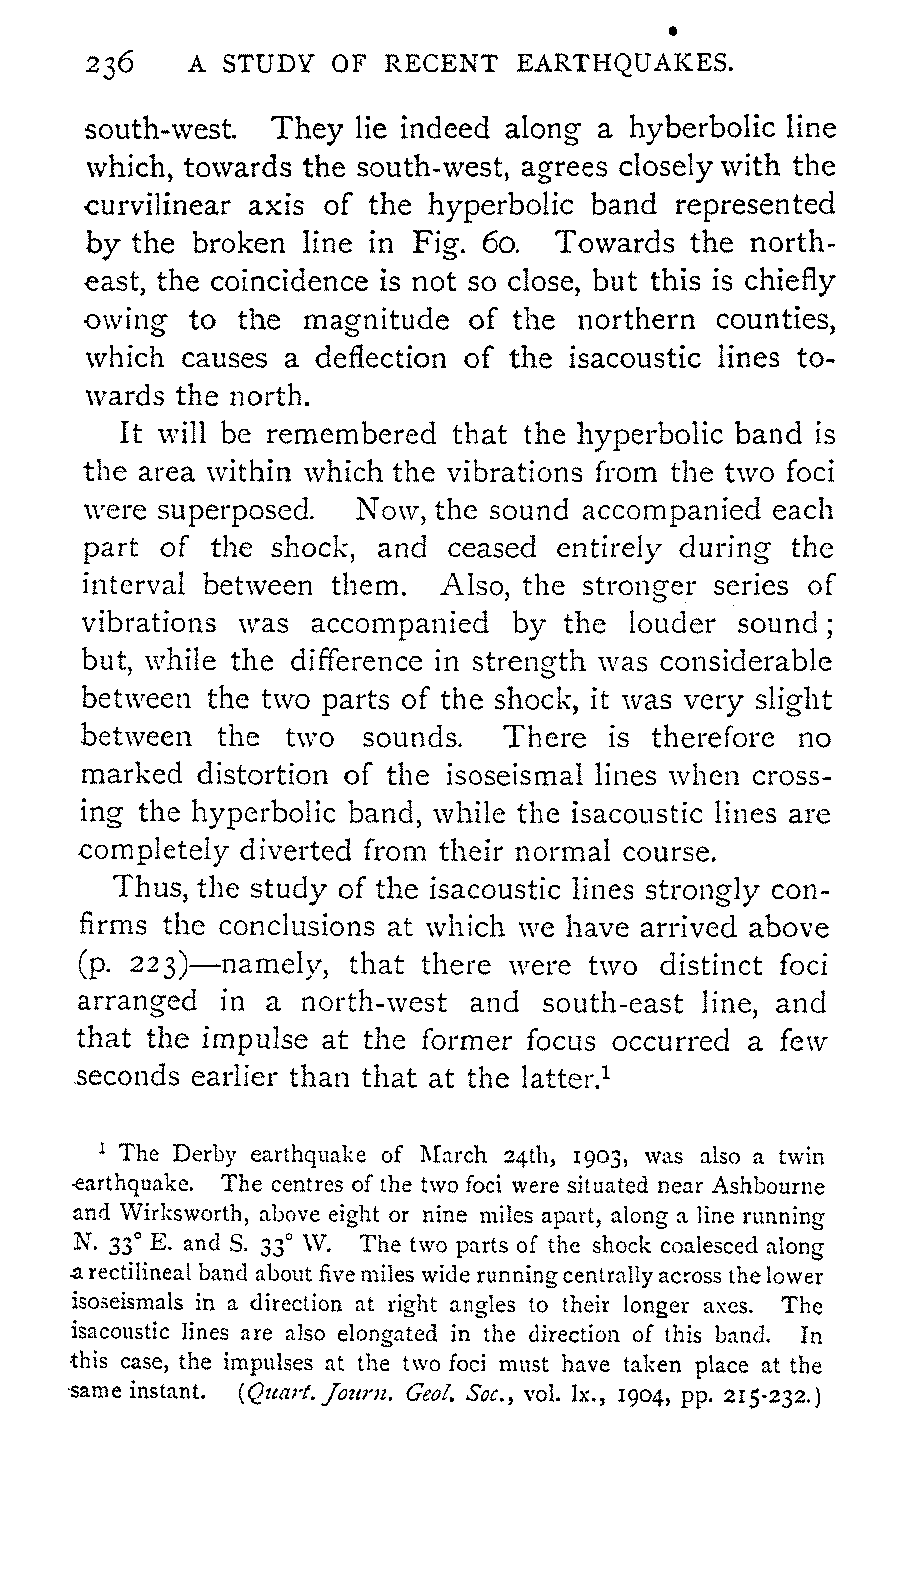 236 A STUDY OF RECENT EARTHQUAKES.
south-west. They lie indeed along a hyberbolic line
which, towards the south-west, agrees closely with the
curvilinear axis of the hyperbolic band represented
by the broken line in Fig. 60. Towards the north-
east, the coincidence is not so close, but this is chiefly
owing to the magnitude of the northern counties,
which causes a deflection of the isacoustic lines to-
wards the north.
It will be remembered that the hyperbolic band is
the area within which the vibrations from the two foci
were superposed. Now, the sound accompanied each
part of the shock, and ceased entirely during the
interval between them. Also, the stronger series of
vibrations was accompanied by the louder sound;
but, while the difference in strength was considerable
between the two parts of the shock, it was very slight
between the two sounds. There is therefore no
marked distortion of the isoseismal lines when cross-
ing the hyperbolic band, while the isacoustic lines are
completely diverted from their normal course.
Thus, the study of the isacoustic lines strongly con-
firms the conclusions at which we have arrived above
(p. 223)—namely, that there were two distinct foci
arranged in a north-west and south-east line, and
that the impulse at the former focus occurred a few
seconds earlier than that at the latter.¹
¹ The Derby earthquake of March 24th, 1903, was also a twin
earthquake. The centres of the two foci were situated near Ashbourne
and Wirksworth, above eight or nine miles apart, along a line running
N. 33° E. and S. 33° W. The two parts of the shock coalesced along
a rectilineal band about five miles wide running centrally across the lower
isoseismals in a direction at right angles to their longer axes. The
isacoustic lines are also elongated in the direction of this band. In
this case, the impulses at the two foci must have taken place at the
same instant. (Quart. Journ. Geol. Soc., vol. lx., 1904, pp. 215-232.)